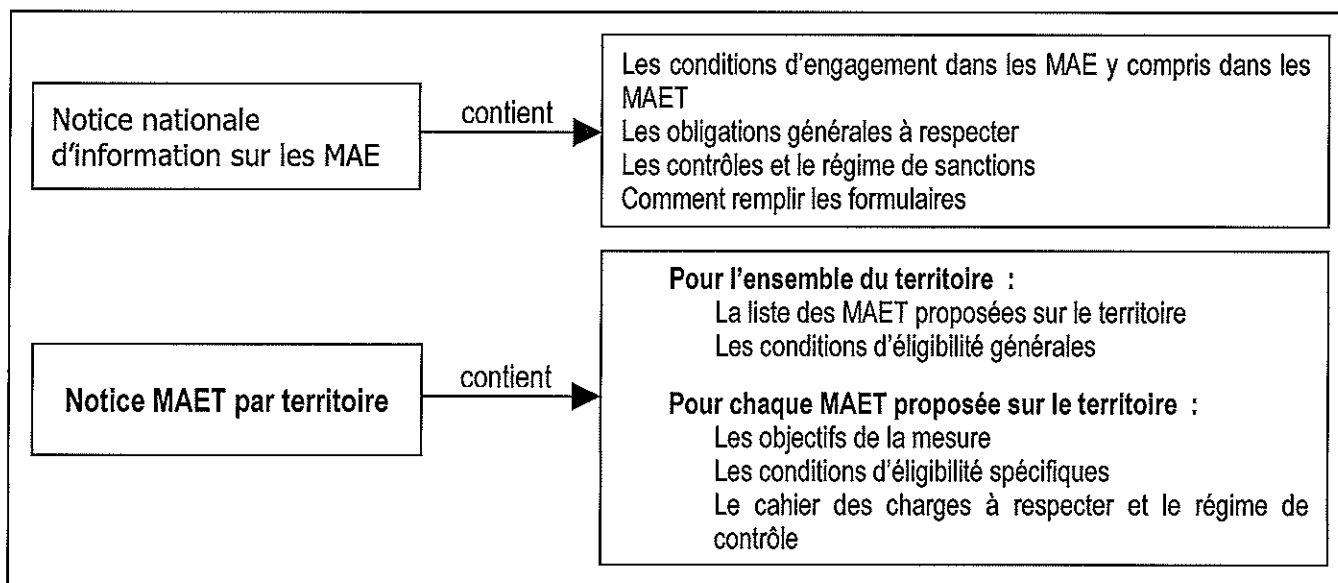 Notice nationale
d'information sur les MAE
contient
Les conditions d'engagement dans les MAE y compris dans les
MAET
Les obligations générales à respecter
Les contrôles et le régime de sanctions
Comment remplir les formulaires
Notice MAET par territoire
contient
Pour l'ensemble du territoire :
La liste des MAET proposées sur le territoire
Les conditions d'éligibilité générales
Pour chaque MAET proposée sur le territoire :
Les objectifs de la mesure
Les conditions d'éligibilité spécifiques
Le cahier des charges à respecter et le régime de
contrôle